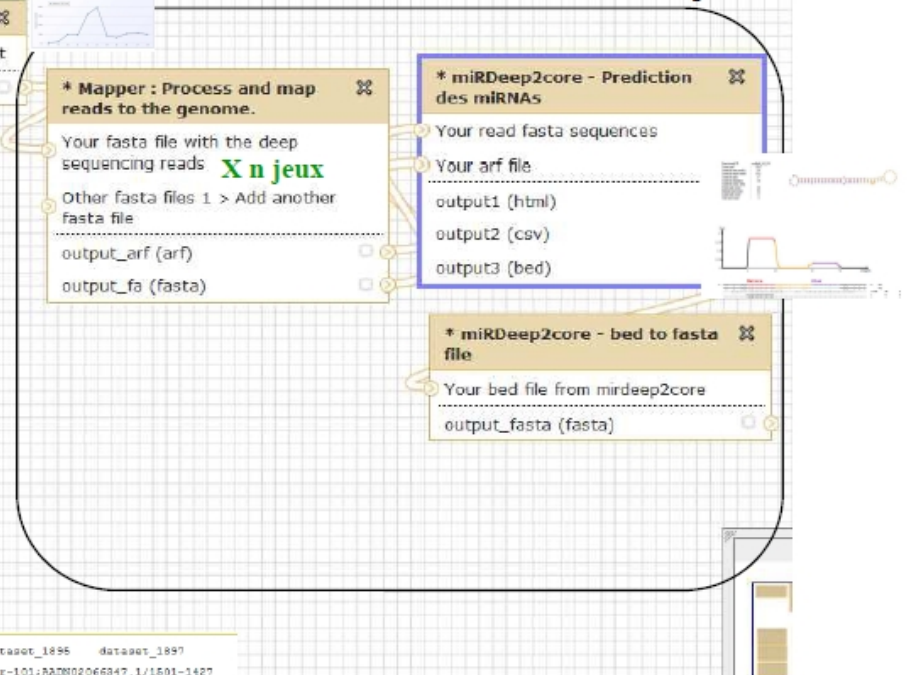 t
* Mapper : Process and map
reads to the genome.
Your fasta file with the deep
sequencing reads
X n jeux
Other fasta files 1 > Add another
fasta file
output_arf (arf)
output_fa (fasta)
* miRDeep2core - Prediction
des miRNAs
Your read fasta sequences
Your arf file
output1 (html)
output2 (csv)
output3 (bed)
* miRDeep2core - bed to fasta
file
Your bed file from mirdeep2core
output_fasta (fasta)
taset_1895 dataset_1897